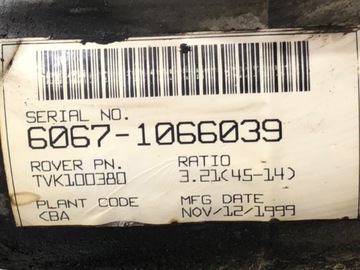 SERIAL NO.
6067-1066039
ROVER PN. RATIO
TVK100380 3.21(45-14)
PLANT CODE MFG DATE
<BA NOV/12/1999